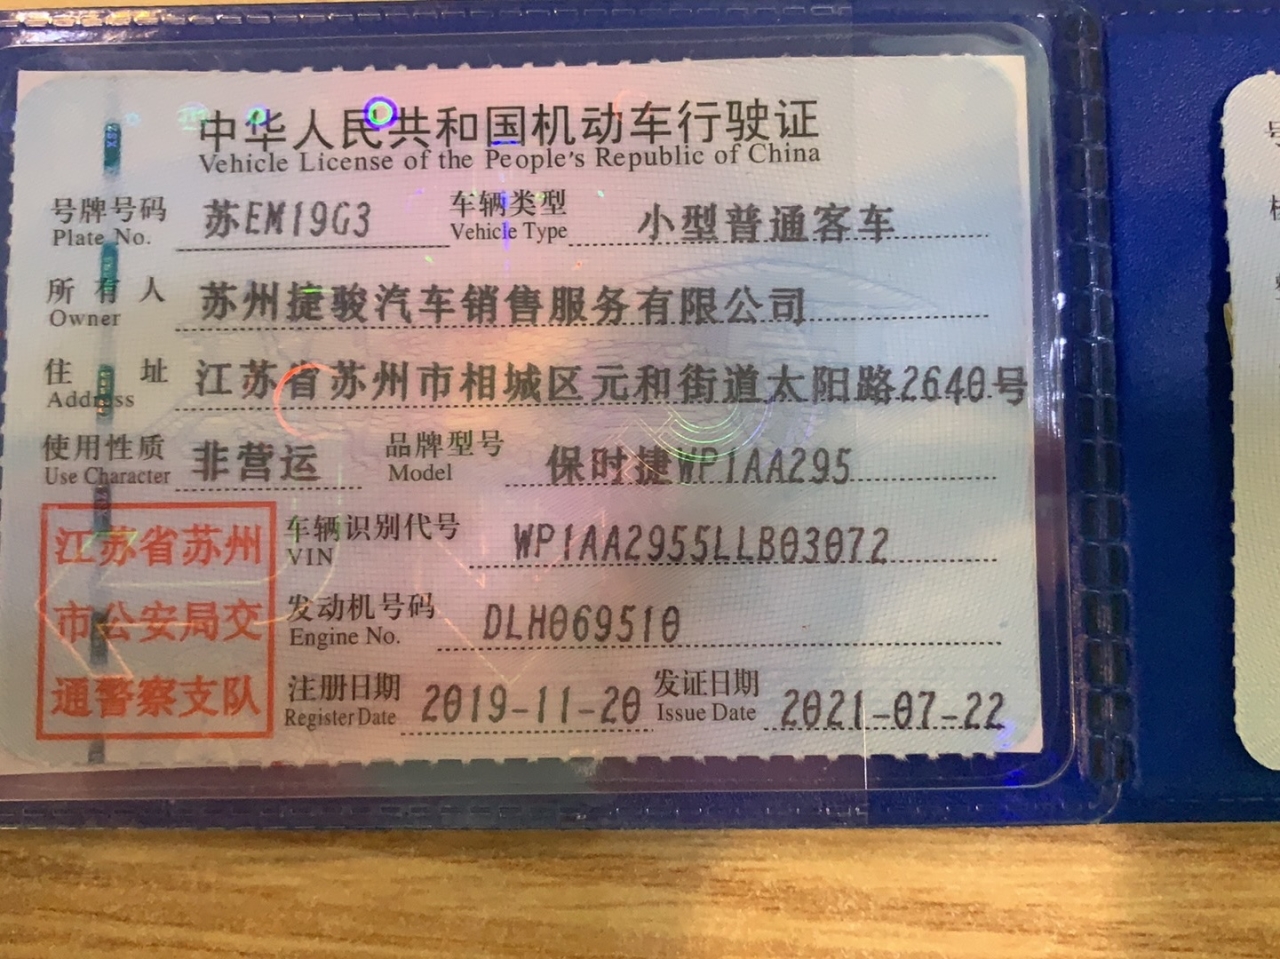 中华人民共和国机动车行驶证
Vehicle License of the People's Republic of China
号牌号码 苏EM19G3 车辆类型 小型普通客车
Plate No. Vehicle Type
所有人 苏州捷骏汽车销售服务有限公司
Owner
住址 江苏省苏州市相城区元和街道太阳路2640号
Address
使用性质 非营运 品牌型号 保时捷WP1AA295
Use Character Model
车辆识别代号 WP1AA2955LLB03072
VIN
发动机号码 DLH069510
Engine No.
注册日期 2019-11-20 发证日期 2021-07-22
Register Date Issue Date
江苏省苏州
市公安局交
通警察支队